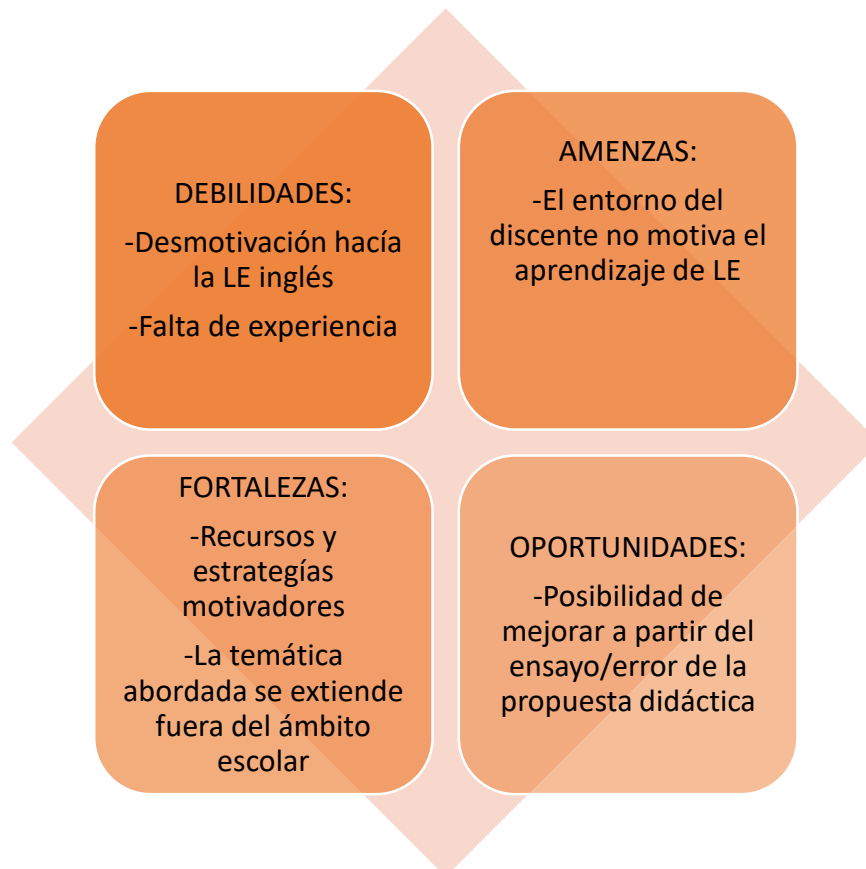 DEBILIDADES:
-Desmotivación hacía
la LE inglés
-Falta de experiencia
AMENZAS:
-El entorno del
discente no motiva el
aprendizaje de LE
FORTALEZAS:
-Recursos y
estrategías
motivadores
-La temática
abordada se extiende
fuera del ámbito
escolar
OPORTUNIDADES:
-Posibilidad de
mejorar a partir del
ensayo/error de la
propuesta didáctica